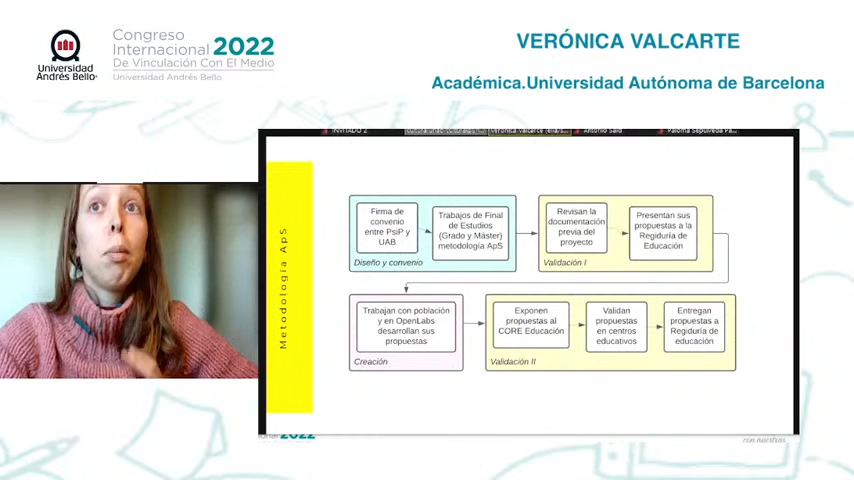 Universidad
Andrés Bello
Congreso
Internacional 2022
De Vinculación Con El Medio
Universidad Andrés Bello
VERÓNICA VALCARTE
Académica.Universidad Autónoma de Barcelona
INVITADO 2
Antonio Said
Metodología ApS
Firma de
convenio
entre PsiP y
UAB
Trabajos de Final
de Estudios
(Grado y Máster)
metodología ApS
Diseño y convenio
Revisan la
documentación
previa del
proyecto
Presentan sus
propuestas a la
Regiduría de
Educación
Validación I
Trabajan con población
y en OpenLabs
desarrollan sus
propuestas
Creación
Exponen
propuestas al
CORE Educación
Validan
propuestas
en centros
educativos
Entregan
propuestas a
Regiduría de
educación
Validación II
2022